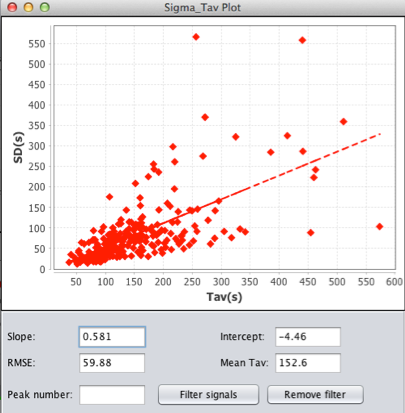 Sigma_Tav Plot
550
500
450
400
350
300
250
200
150
100
50
0
SD(s)
50 100 150 200 250 300 350 400 450 500 550 600
Tav(s)
Slope: 0.581 Intercept: -4.46
RMSE: 59.88 Mean Tav: 152.6
Peak number: Filter signals Remove filter